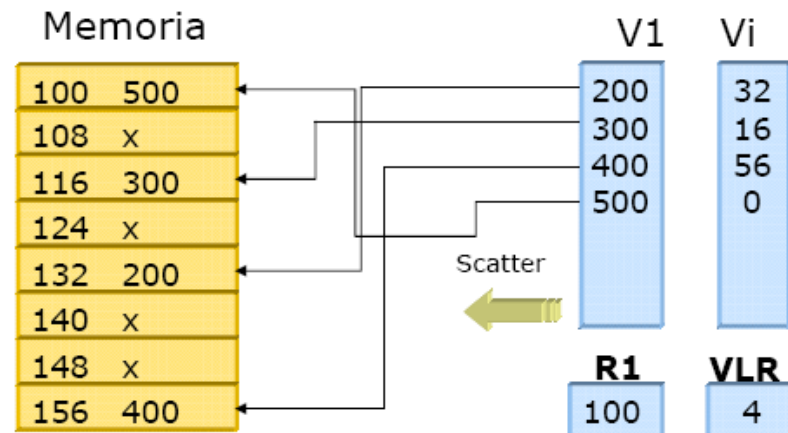 Memoria
V1 Vi
100 500
108 x
116 300
124 x
132 200
140 x
148 x
156 400
200 32
300 16
400 56
500 0
Scatter
R1 VLR
100 4